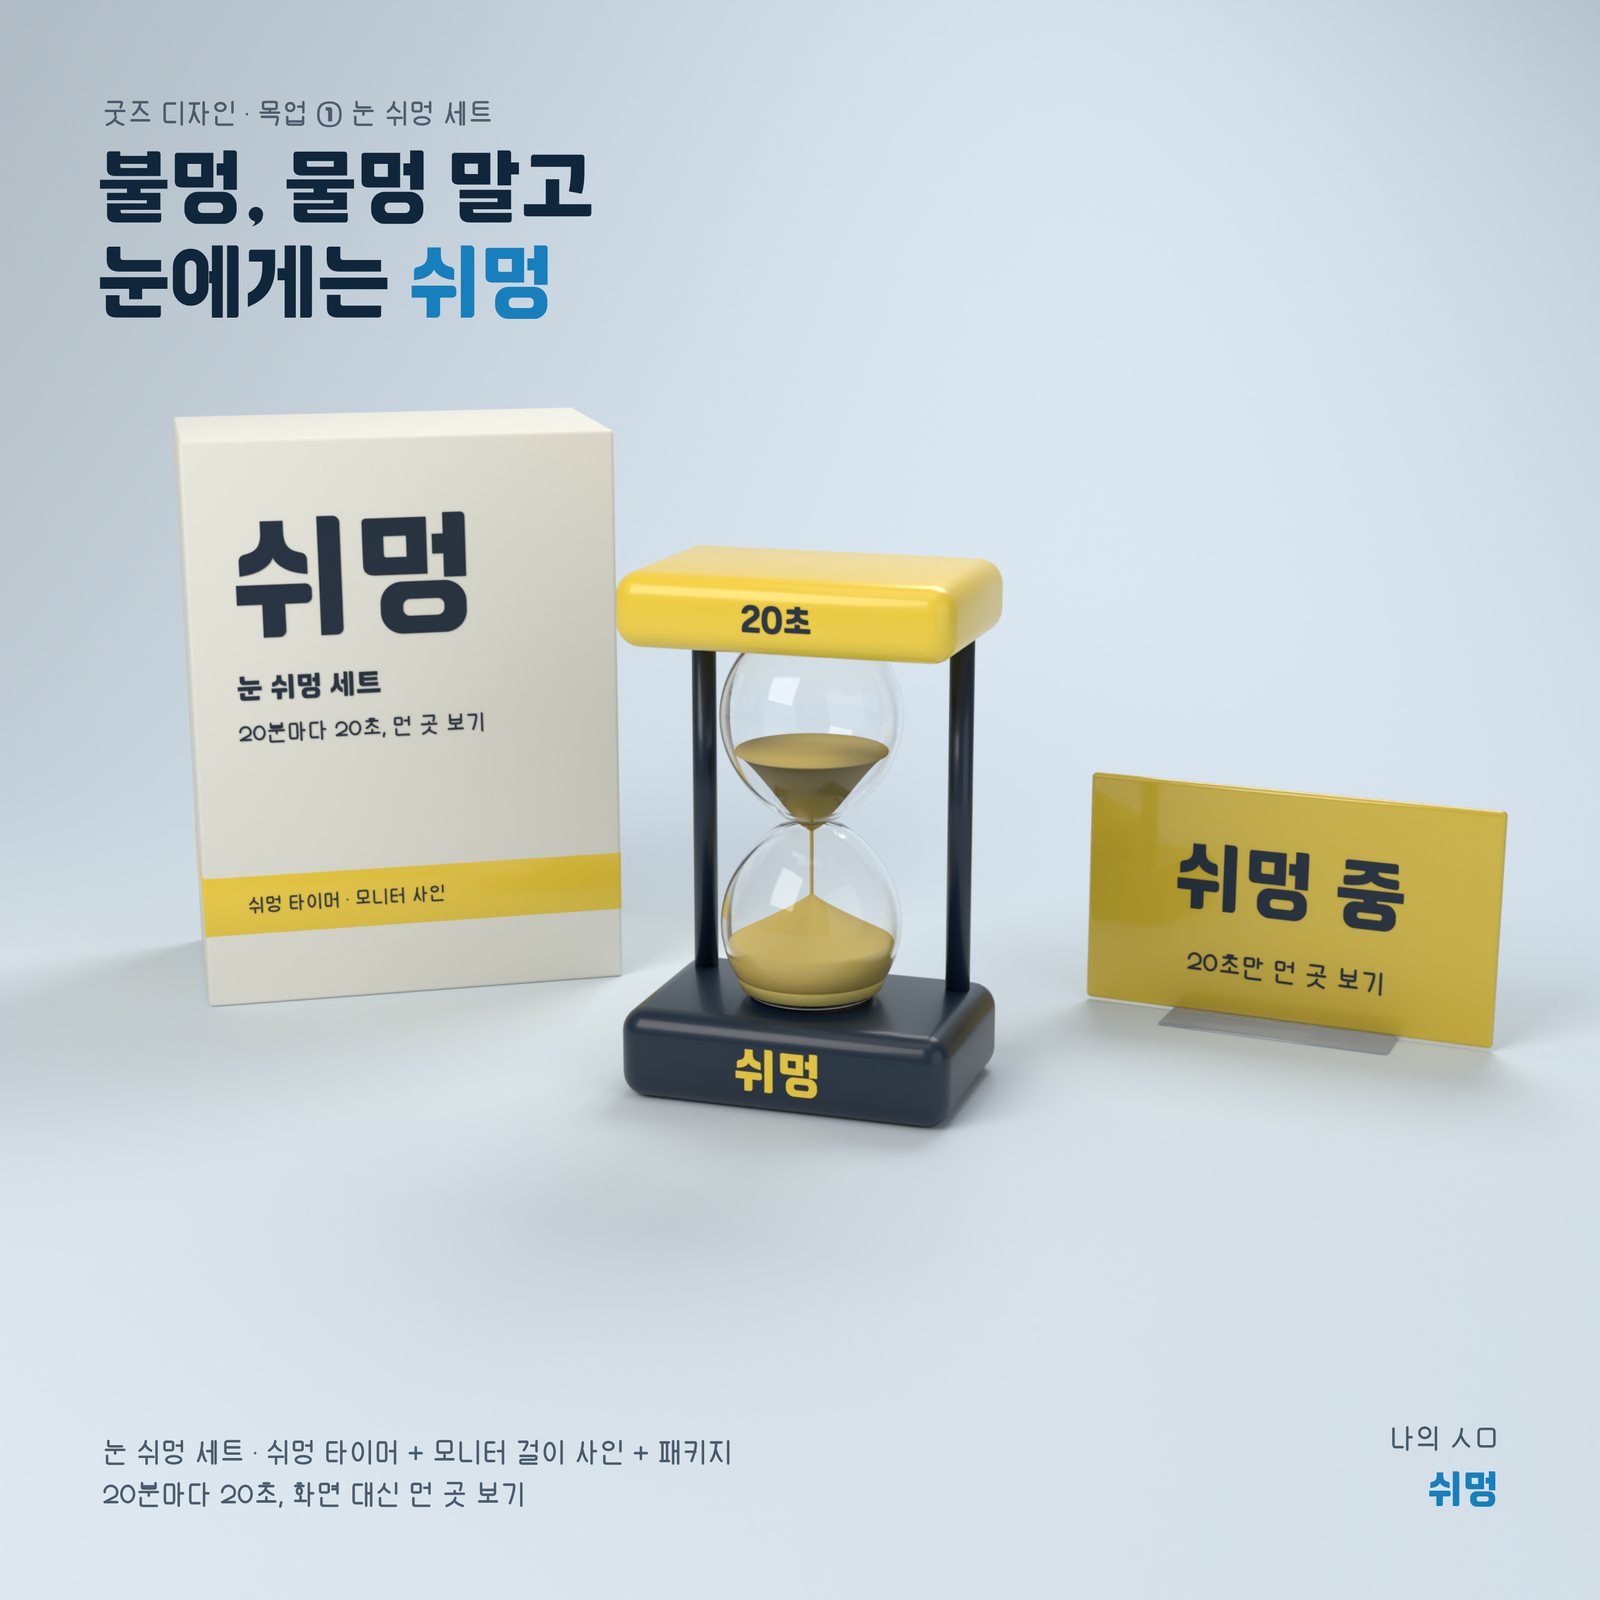 굿즈 디자인 · 목업 ① 눈 쉬멍 세트
불멍, 물멍 말고
눈에게는 쉬멍
쉬멍
눈 쉬멍 세트
20분마다 20초, 먼 곳 보기
쉬멍 타이머 · 모니터 사인
20초
쉬멍
쉬멍 중
20초만 먼 곳 보기
눈 쉬멍 세트 · 쉬멍 타이머 + 모니터 걸이 사인 + 패키지
20분마다 20초, 화면 대신 먼 곳 보기
나의 ㅅㅁ
쉬멍